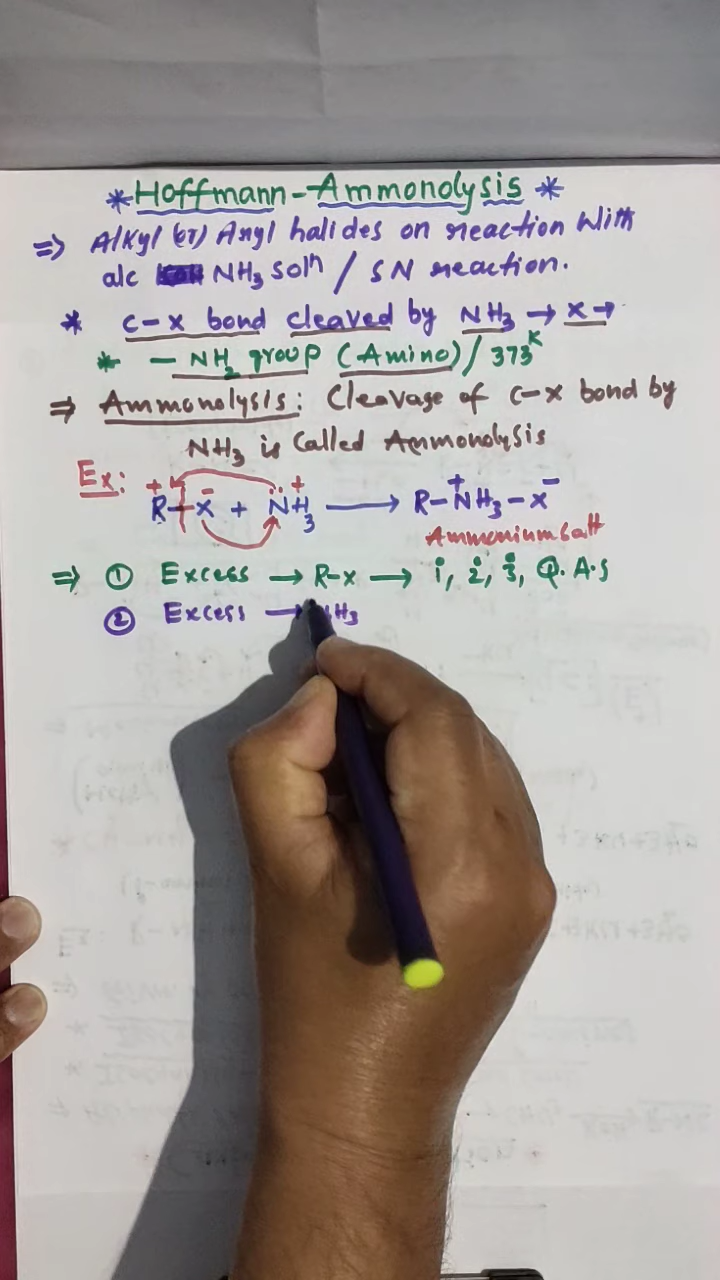 *Hoffmann-Ammonolysis*
⇒ Alkyl (or) Aryl halides on reaction with
alc NH₃ solⁿ / SN reaction.
* C-X bond cleaved by NH₃ → X →
* - NH₂ group (Amino) / 373ᴷ
⇒ Ammonolysis: Cleavage of C-X bond by
NH₃ is Called Ammonolysis
Ex: R⁺-X⁻ + N̈H₃⁺ → R-N⁺H₃-X⁻
Ammonium Salt
⇒ ① Excess → R-X → 1°, 2°, 3°, Q.A.S
② Excess → NH₃